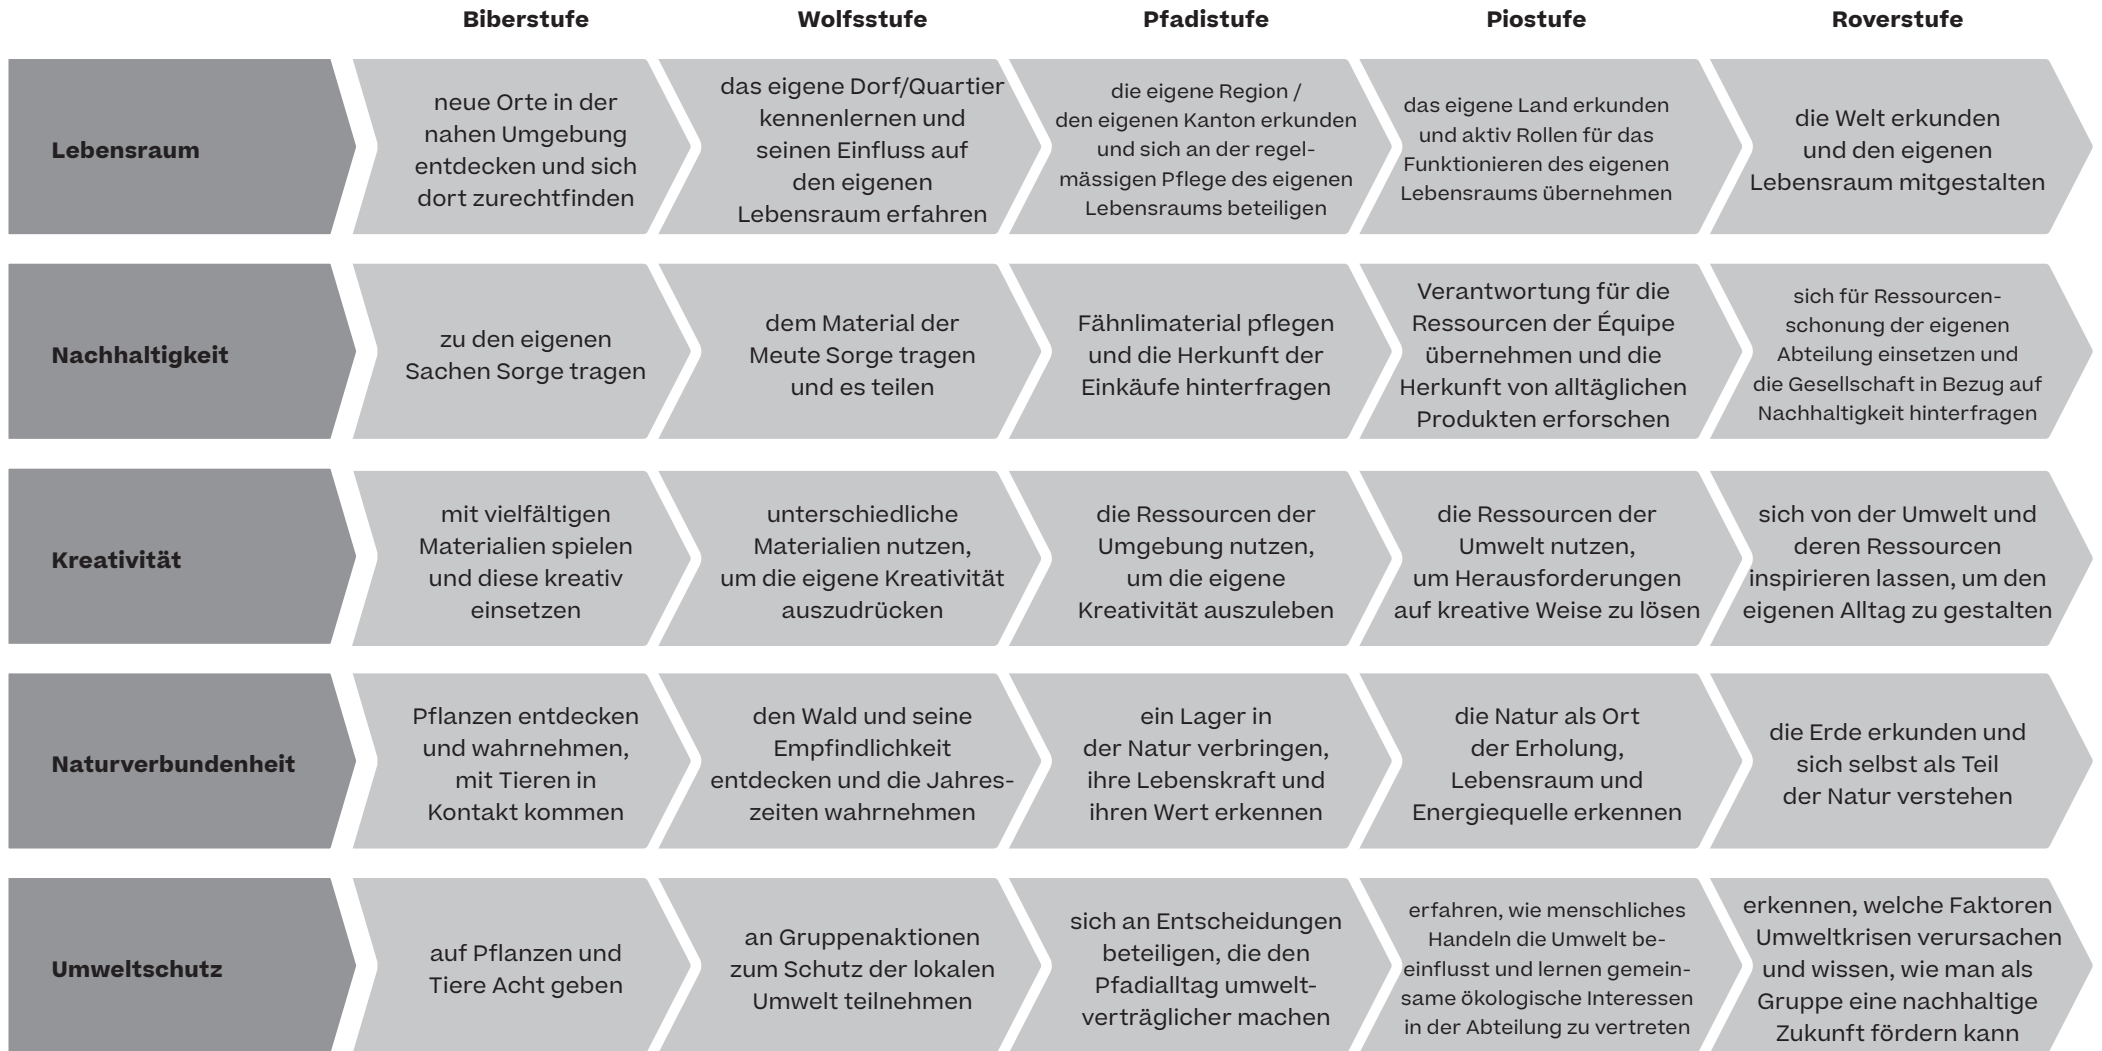 Biberstufe
Wolfsstufe
Pfadistufe
Piostufe
Roverstufe
Lebensraum
neue Orte in der
nahen Umgebung
entdecken und sich
dort zurechtfinden
das eigene Dorf/Quartier
kennenlernen und
seinen Einfluss auf
den eigenen
Lebensraum erfahren
die eigene Region /
den eigenen Kanton erkunden
und sich an der regel-
mässigen Pflege des eigenen
Lebensraums beteiligen
das eigene Land erkunden
und aktiv Rollen für das
Funktionieren des eigenen
Lebensraums übernehmen
die Welt erkunden
und den eigenen
Lebensraum mitgestalten
Nachhaltigkeit
zu den eigenen
Sachen Sorge tragen
dem Material der
Meute Sorge tragen
und es teilen
Fähnlimaterial pflegen
und die Herkunft der
Einkäufe hinterfragen
Verantwortung für die
Ressourcen der Équipe
übernehmen und die
Herkunft von alltäglichen
Produkten erforschen
sich für Ressourcen-
schonung der eigenen
Abteilung einsetzen und
die Gesellschaft in Bezug auf
Nachhaltigkeit hinterfragen
Kreativität
mit vielfältigen
Materialien spielen
und diese kreativ
einsetzen
unterschiedliche
Materialien nutzen,
um die eigene Kreativität
auszudrücken
die Ressourcen der
Umgebung nutzen,
um die eigene
Kreativität auszuleben
die Ressourcen der
Umwelt nutzen,
um Herausforderungen
auf kreative Weise zu lösen
sich von der Umwelt und
deren Ressourcen
inspirieren lassen, um den
eigenen Alltag zu gestalten
Naturverbundenheit
Pflanzen entdecken
und wahrnehmen,
mit Tieren in
Kontakt kommen
den Wald und seine
Empfindlichkeit
entdecken und die Jahres-
zeiten wahrnehmen
ein Lager in
der Natur verbringen,
ihre Lebenskraft und
ihren Wert erkennen
die Natur als Ort
der Erholung,
Lebensraum und
Energiequelle erkennen
die Erde erkunden und
sich selbst als Teil
der Natur verstehen
Umweltschutz
auf Pflanzen und
Tiere Acht geben
an Gruppenaktionen
zum Schutz der lokalen
Umwelt teilnehmen
sich an Entscheidungen
beteiligen, die den
Pfadialltag umwelt-
verträglicher machen
erfahren, wie menschliches
Handeln die Umwelt be-
einflusst und lernen gemein-
same ökologische Interessen
in der Abteilung zu vertreten
erkennen, welche Faktoren
Umweltkrisen verursachen
und wissen, wie man als
Gruppe eine nachhaltige
Zukunft fördern kann